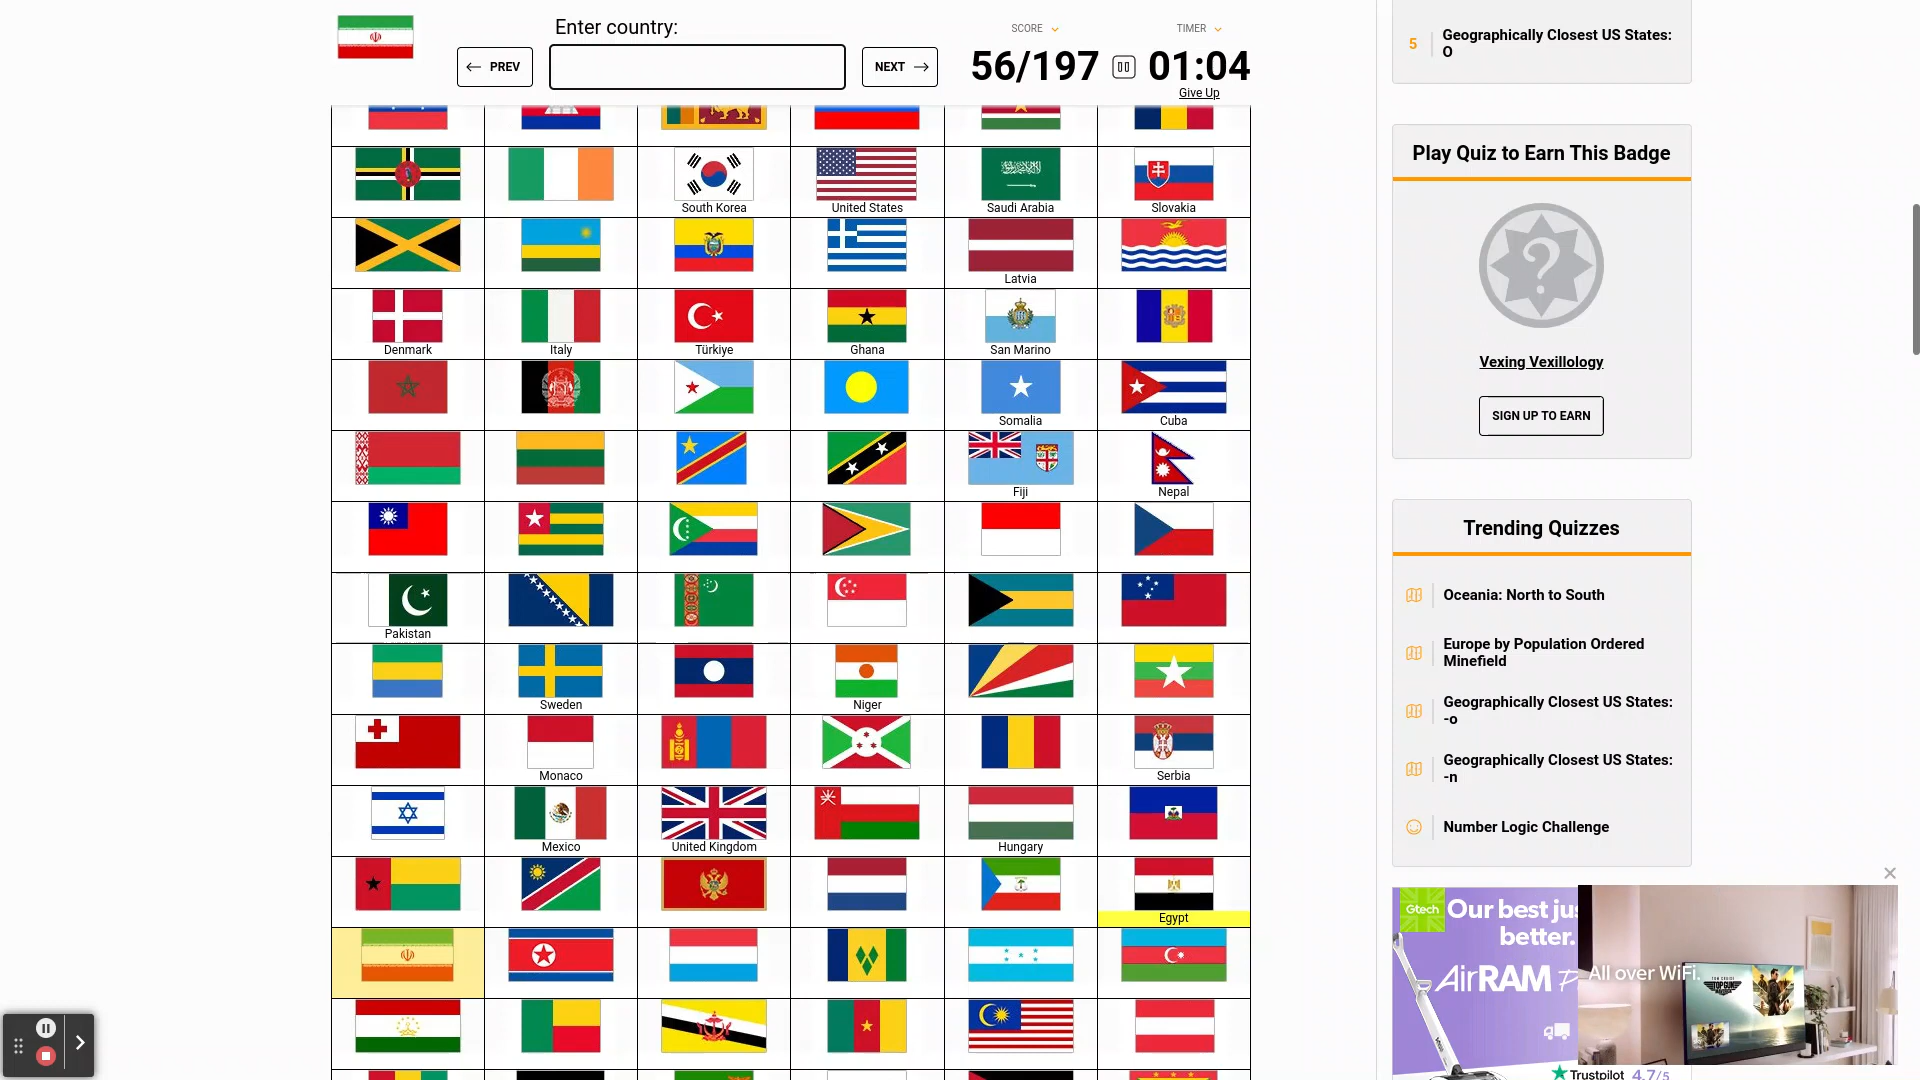 Enter country:
PREV
NEXT
SCORE
56/197
TIMER
01:04
Give Up
South Korea
United States
Saudi Arabia
Slovakia
Latvia
Denmark
Italy
Türkiye
Ghana
San Marino
Somalia
Cuba
Fiji
Nepal
Pakistan
Sweden
Niger
Monaco
Serbia
Mexico
United Kingdom
Hungary
Egypt
5
Geographically Closest US States:
O
Play Quiz to Earn This Badge
?
Vexing Vexillology
SIGN UP TO EARN
Trending Quizzes
Oceania: North to South
Europe by Population Ordered
Minefield
Geographically Closest US States:
-o
Geographically Closest US States:
-n
Number Logic Challenge
Gtech
Our best jus
better.
AirRAM
Trustpilot 4.7/5
All over WiFi.
TOP GUN